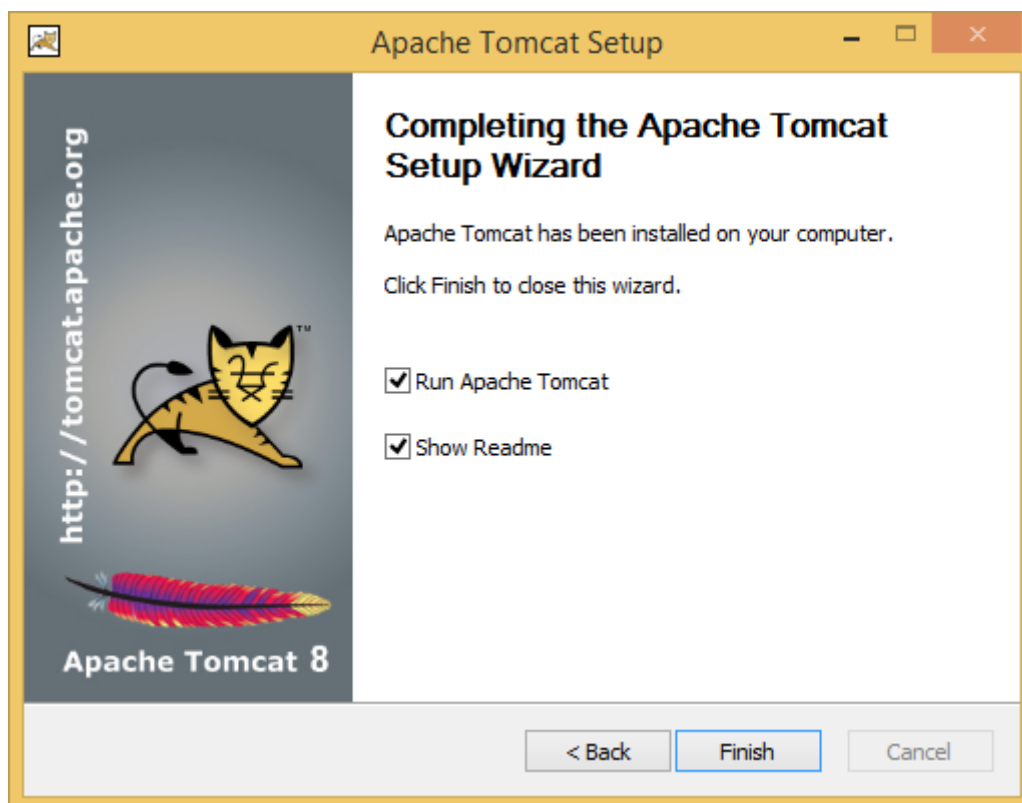 Apache Tomcat Setup
http://tomcat.apache.org
TM
Apache Tomcat 8
Completing the Apache Tomcat
Setup Wizard
Apache Tomcat has been installed on your computer.
Click Finish to close this wizard.
Run Apache Tomcat
Show Readme
< Back
Finish
Cancel